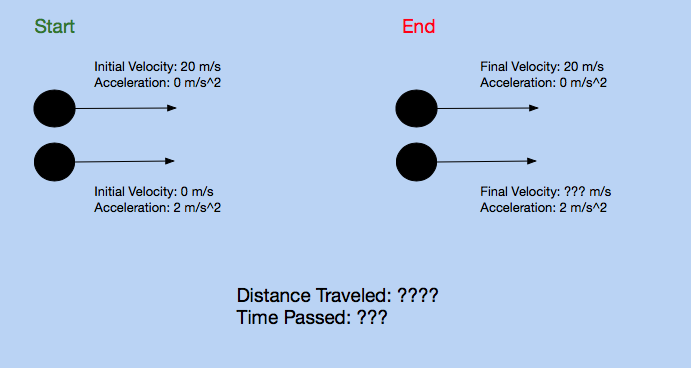 Start
End
Initial Velocity: 20 m/s
Acceleration: 0 m/s^2
Final Velocity: 20 m/s
Acceleration: 0 m/s^2
Initial Velocity: 0 m/s
Acceleration: 2 m/s^2
Final Velocity: ??? m/s
Acceleration: 2 m/s^2
Distance Traveled: ????
Time Passed: ???